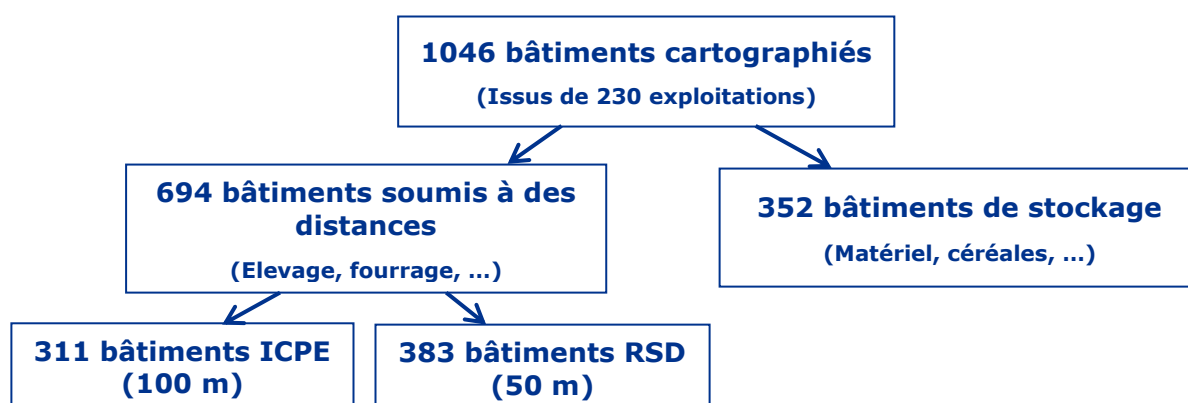 1046 bâtiments cartographiés
(Issus de 230 exploitations)
694 bâtiments soumis à des
distances
(Elevage, fourrage, ...)
352 bâtiments de stockage
(Matériel, céréales, ...)
311 bâtiments ICPE
(100 m)
383 bâtiments RSD
(50 m)